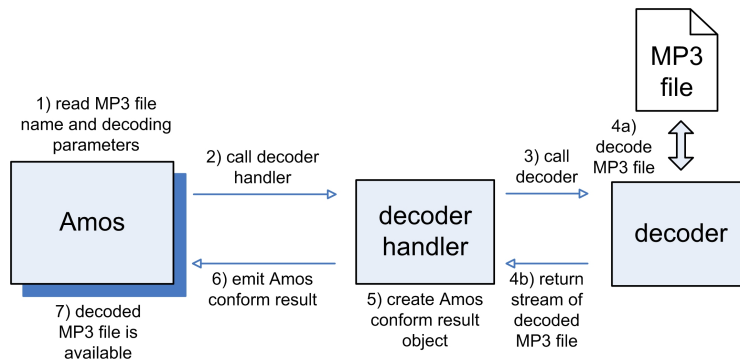 1) read MP3 file
name and decoding
parameters
Amos
7) decoded
MP3 file is
available
2) call decoder
handler
6) emit Amos
conform result
decoder
handler
5) create Amos
conform result
object
3) call
decoder
4b) return
stream of
decoded
MP3 file
MP3
file
4a)
decode
MP3 file
decoder